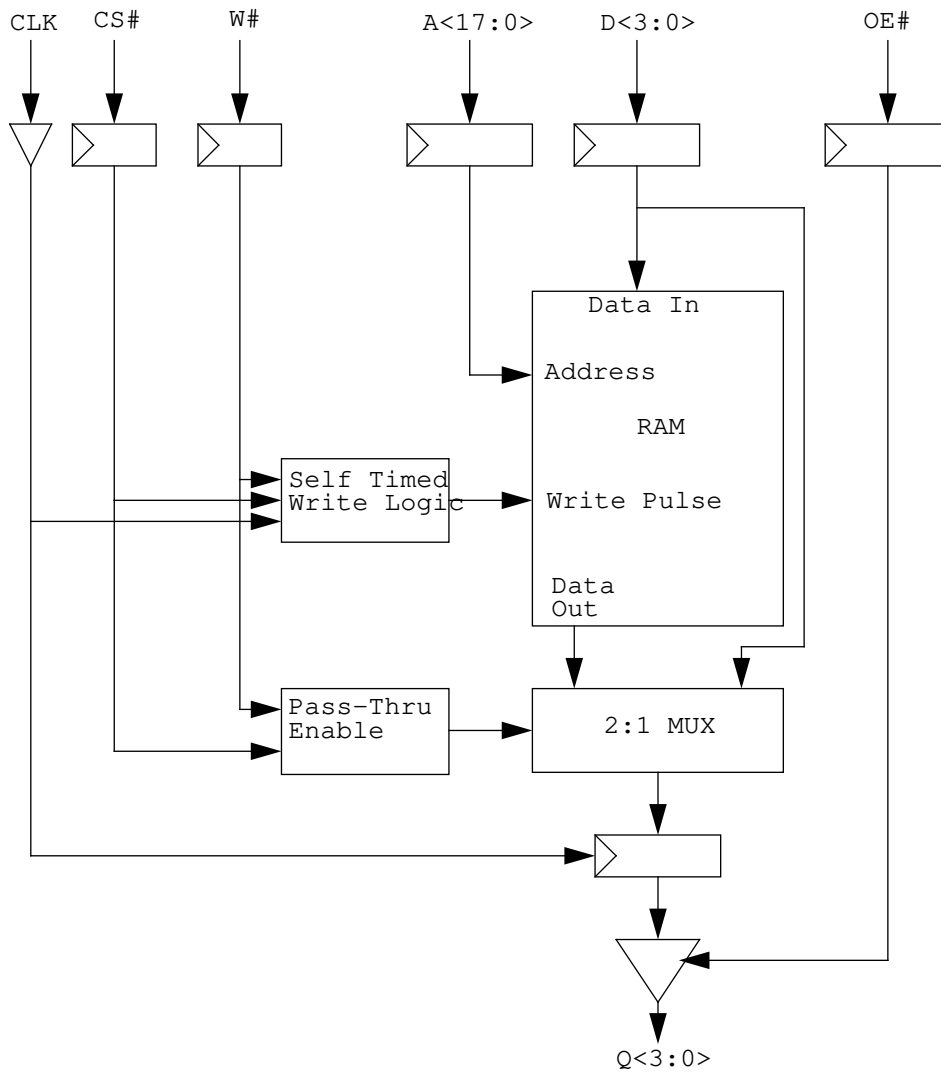 CLK
CS#
W#
A<17:0>
D<3:0>
OE#
Data In
Address
RAM
Self Timed
Write Logic
Write Pulse
Data
Out
Pass-Thru
Enable
2:1 MUX
Q<3:0>